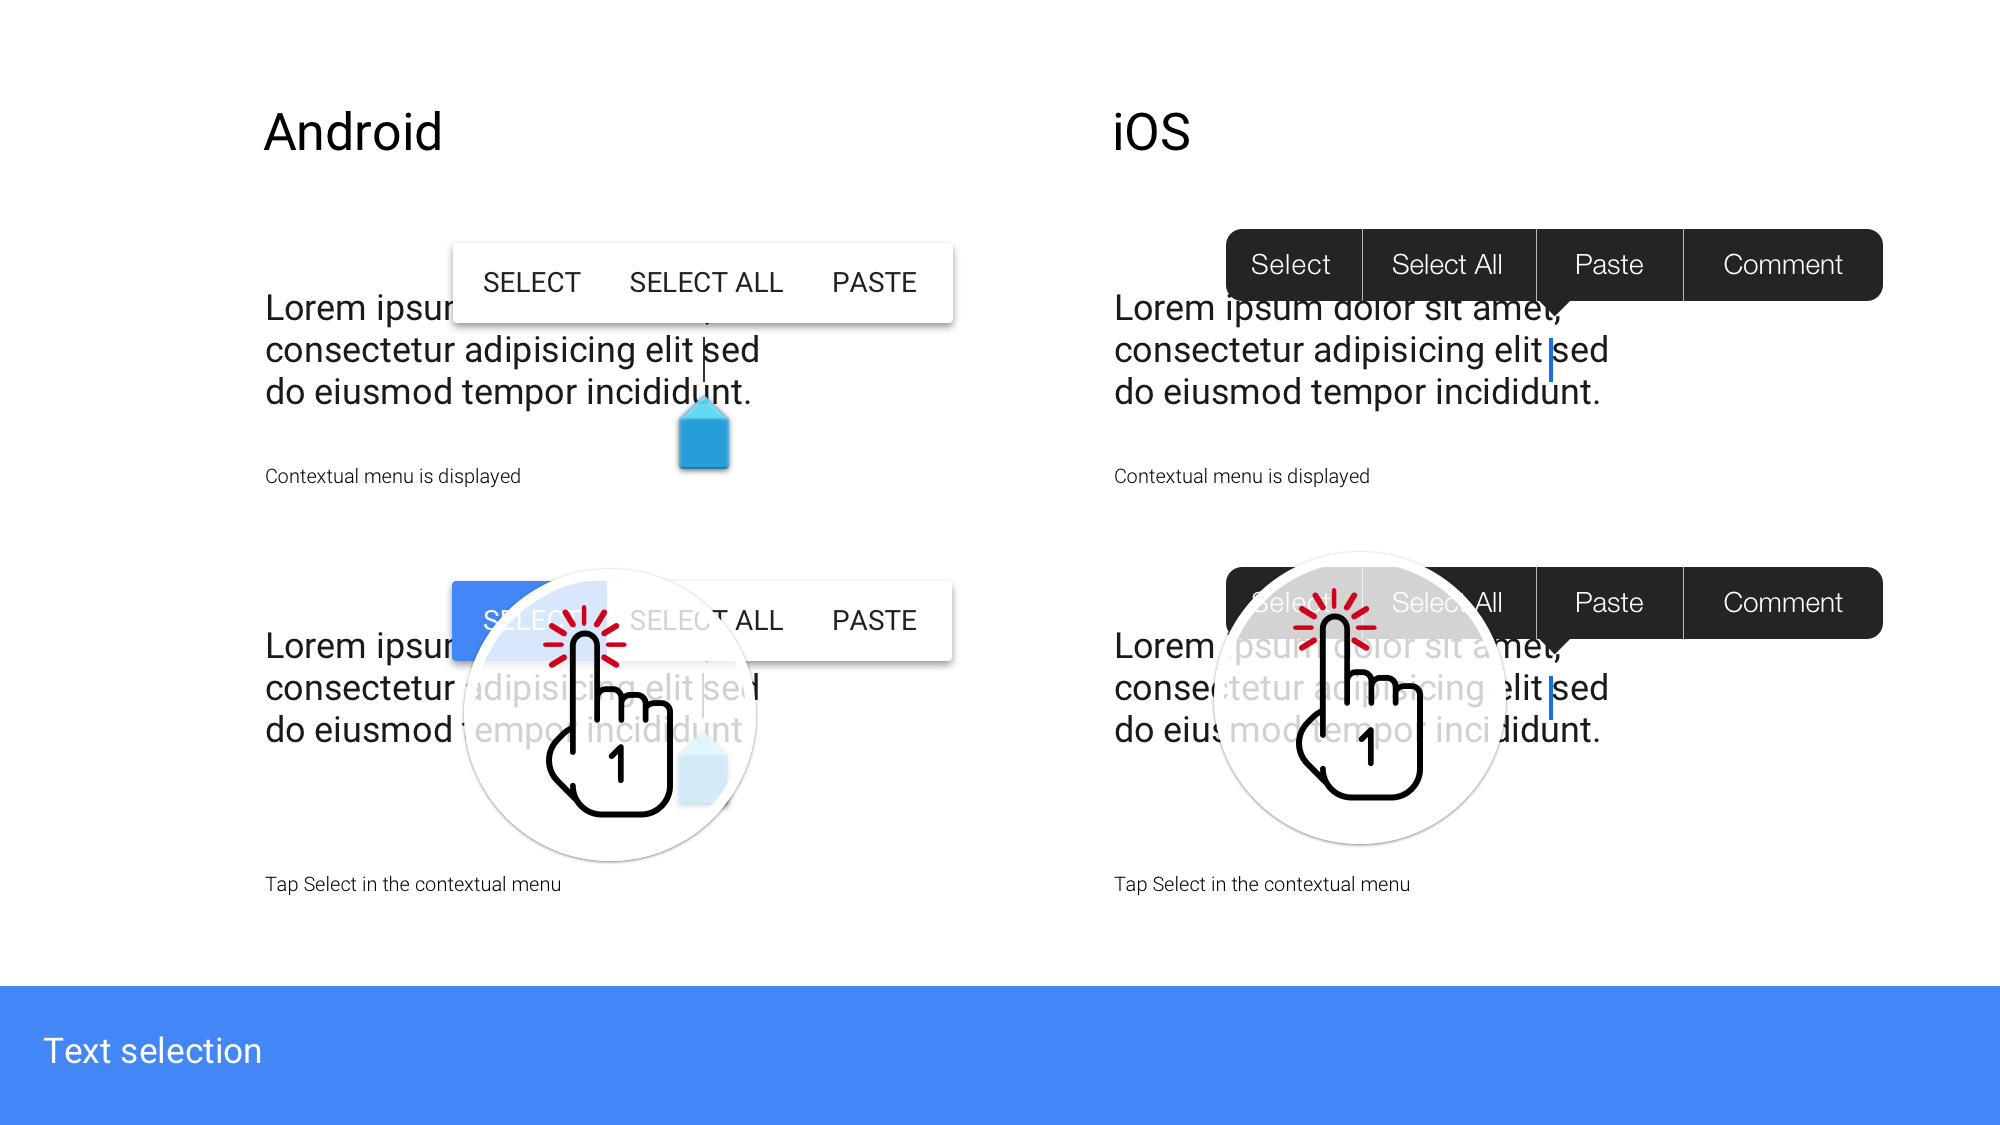 Android
SELECT SELECT ALL PASTE
Lorem ipsum
consectetur adipisicing elit sed
do eiusmod tempor incididunt.
Contextual menu is displayed
SELECT SELECT ALL PASTE
Lorem ipsum
consectetur adipisicing elit sed
do eiusmod tempor incididunt
1
Tap Select in the contextual menu
iOS
Select Select All Paste Comment
Lorem ipsum dolor sit amet,
consectetur adipisicing elit sed
do eiusmod tempor incididunt.
Contextual menu is displayed
Select Select All Paste Comment
Lorem ipsum dolor sit amet,
consectetur adipisicing elit sed
do eiusmod tempor incididunt.
1
Tap Select in the contextual menu
Text selection